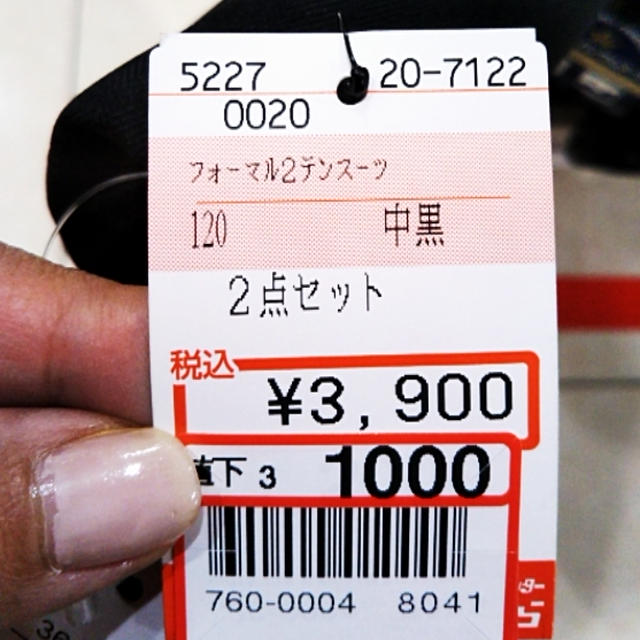 5227 20-7122
0020
フォーマル2テンスーツ
120 中黒
2点セット
税込
¥3,900
値下3 1000
760-0004 8041